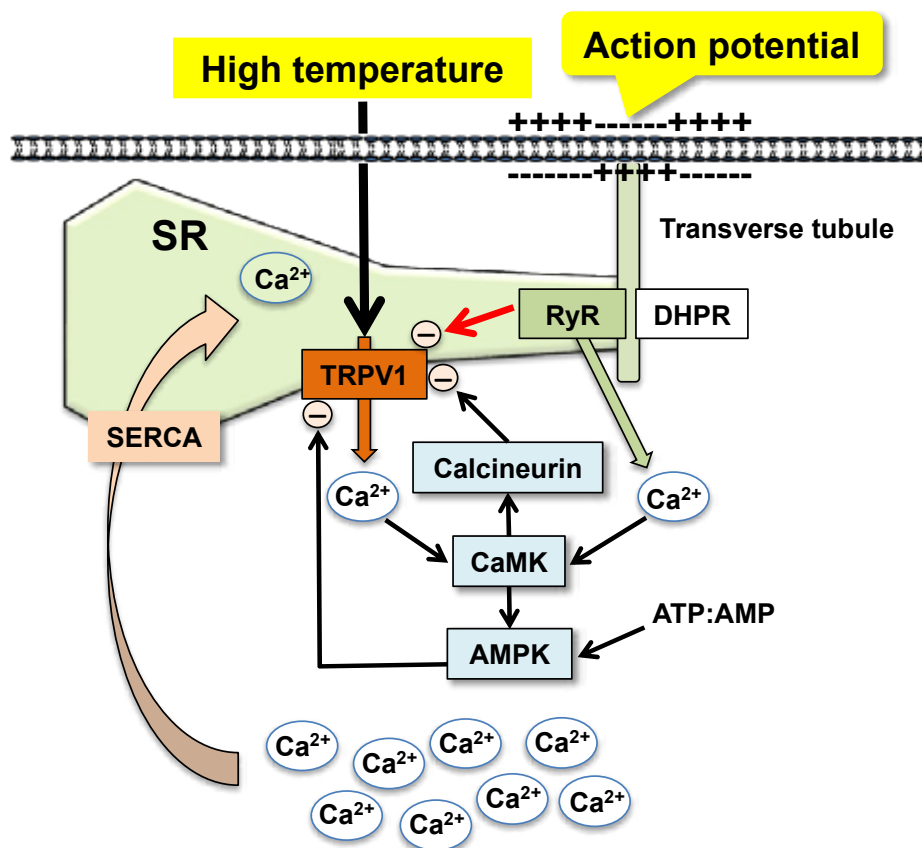 Action potential
High temperature
++++------++++
-------++++------
Transverse tubule
SR
Ca²⁺
RyR
DHPR
−
TRPV1
−
−
SERCA
Calcineurin
Ca²⁺
Ca²⁺
CaMK
ATP:AMP
AMPK
Ca²⁺
Ca²⁺
Ca²⁺
Ca²⁺
Ca²⁺
Ca²⁺
Ca²⁺
Ca²⁺